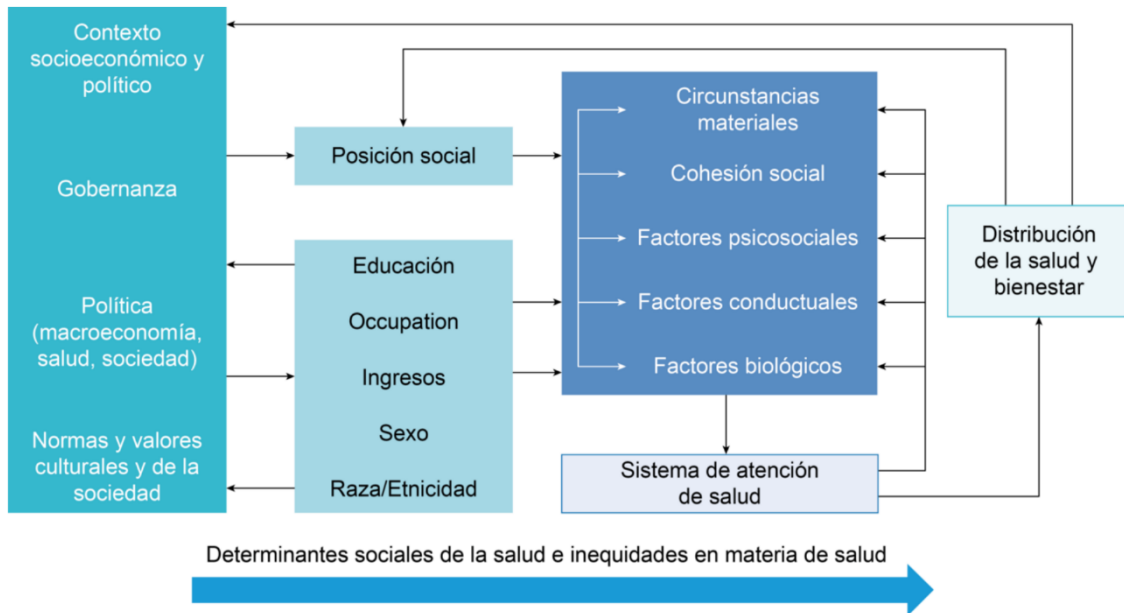 Contexto
socioeconómico y
político
Gobernanza
Política
(macroeconomía,
salud, sociedad)
Normas y valores
culturales y de la
sociedad
Posición social
Educación
Occupation
Ingresos
Sexo
Raza/Etnicidad
Circunstancias
materiales
Cohesión social
Factores psicosociales
Factores conductuales
Factores biológicos
Sistema de atención
de salud
Distribución
de la salud y
bienestar
Determinantes sociales de la salud e inequidades en materia de salud